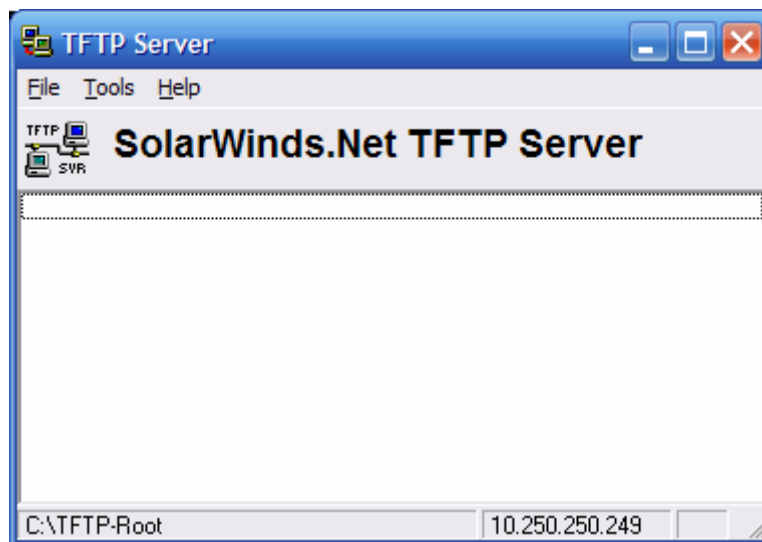 TFTP Server
File Tools Help
TFTP
SVR
SolarWinds.Net TFTP Server
C:\TFTP-Root 10.250.250.249